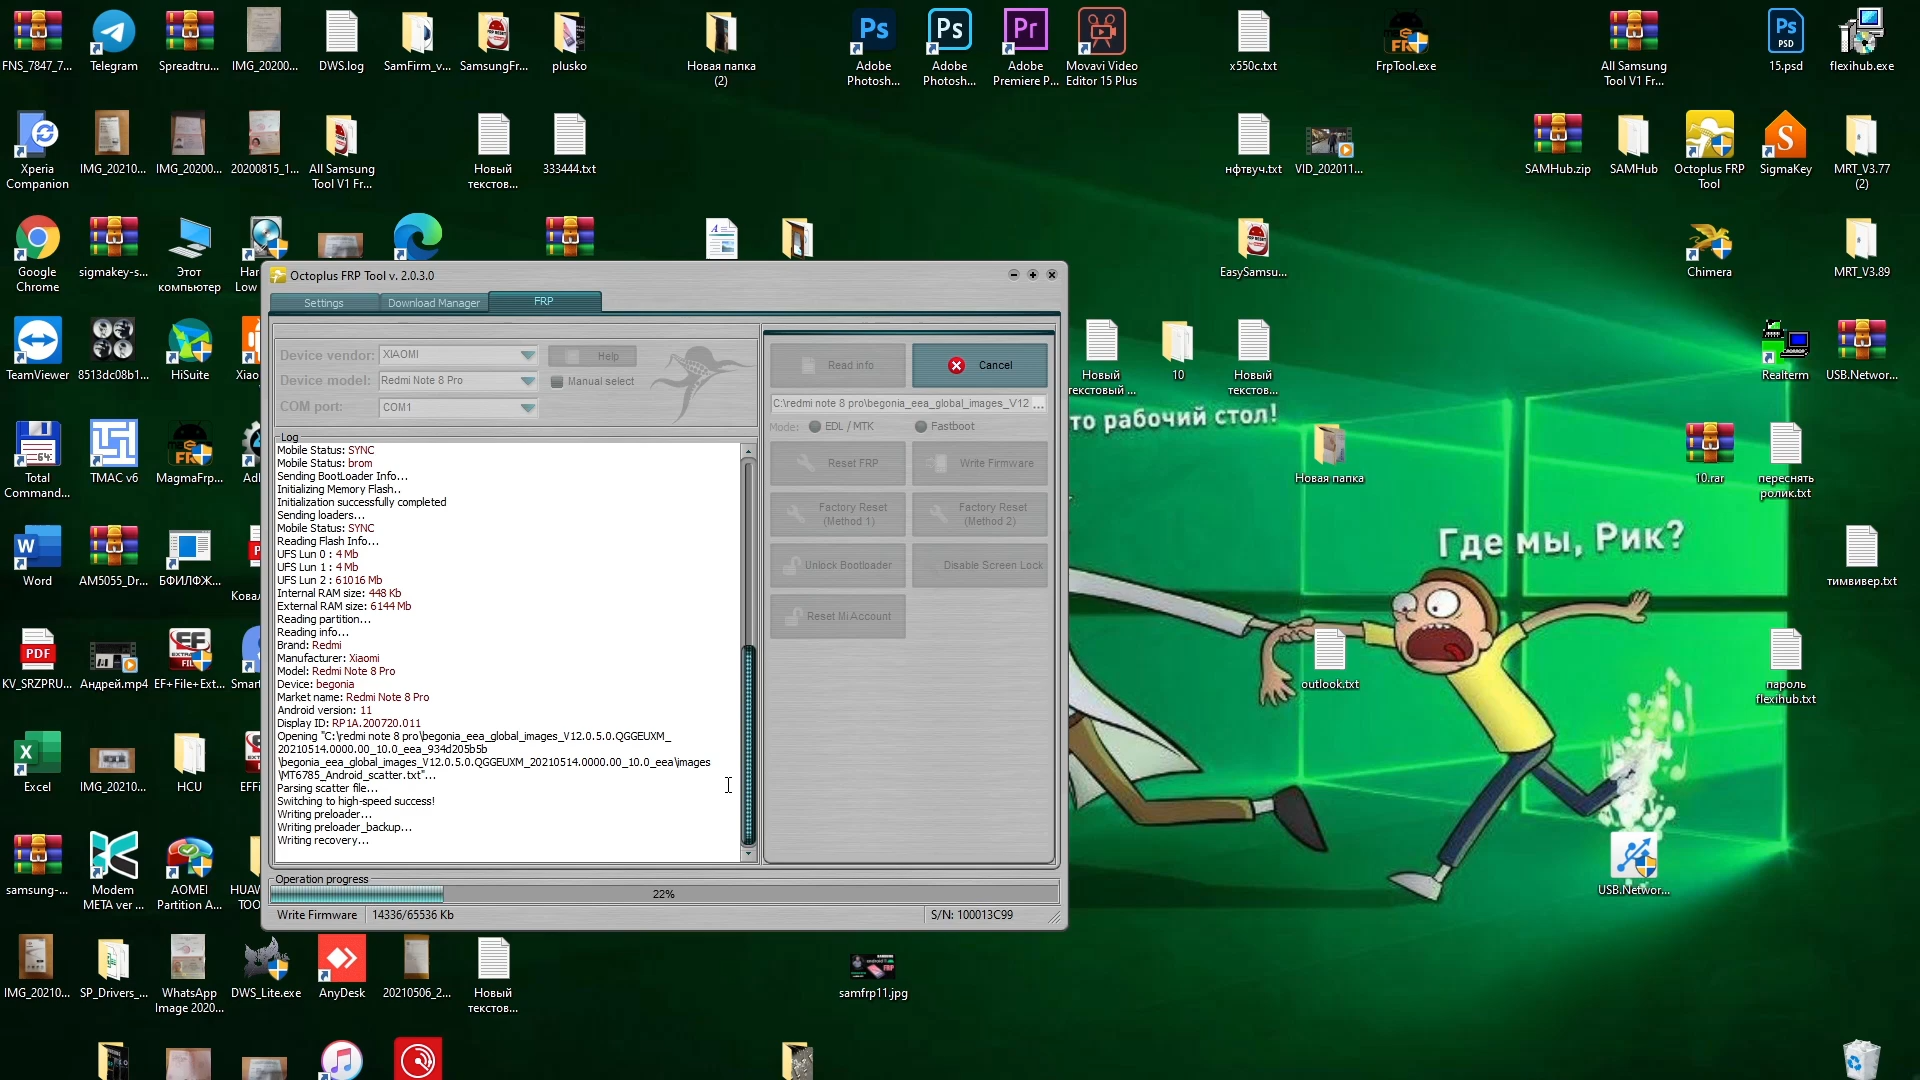 FNS_7847_7...
Telegram
Spreadtru...
IMG_20200...
DWS.log
SamFirm_v...
SamsungFr...
plusko
Новая папка
(2)
Adobe
Photosh...
Adobe
Photosh...
Adobe
Premiere P...
Movavi Video
Editor 15 Plus
x550c.txt
FrpTool.exe
All Samsung
Tool V1 Fr...
15.psd
flexihub.exe
Xperia
Companion
IMG_20210...
IMG_20200...
20200815_1...
All Samsung
Tool V1 Fr...
Новый
текстов...
333444.txt
нфтвуч.txt
VID_202011...
SAMHub.zip
SAMHub
Octoplus FRP
Tool
SigmaKey
MRT_V3.77
(2)
Google
Chrome
sigmakey-s...
Этот
компьютер
Har
Low
EasySamsu...
Chimera
MRT_V3.89
Octoplus FRP Tool v. 2.0.3.0
Settings
Download Manager
FRP
Device vendor: XIAOMI
Help
Device model: Redmi Note 8 Pro
Manual select
COM port: COM1
Read info
Cancel
C:\redmi note 8 pro\begonia_eea_global_images_V12 ...
Mode: EDL / MTK
Fastboot
Reset FRP
Write Firmware
Factory Reset
(Method 1)
Factory Reset
(Method 2)
Unlock Bootloader
Disable Screen Lock
Reset Mi Account
Log
Mobile Status: SYNC
Mobile Status: brom
Sending BootLoader Info...
Initializing Memory Flash..
Initialization successfully completed
Sending loaders...
Mobile Status: SYNC
Reading Flash Info...
UFS Lun 0 : 4 Mb
UFS Lun 1 : 4 Mb
UFS Lun 2 : 61016 Mb
Internal RAM size: 448 Kb
External RAM size: 6144 Mb
Reading partition...
Reading info...
Brand: Redmi
Manufacturer: Xiaomi
Model: Redmi Note 8 Pro
Device: begonia
Market name: Redmi Note 8 Pro
Android version: 11
Display ID: RP1A.200720.011
Opening "C:\redmi note 8 pro\begonia_eea_global_images_V12.0.5.0.QGGEUXM_
20210514.0000.00_10.0_eea_934d205b5b
\begonia_eea_global_images_V12.0.5.0.QGGEUXM_20210514.0000.00_10.0_eea\images
\MT6785_Android_scatter.txt"...
Parsing scatter file...
Switching to high-speed success!
Writing preloader...
Writing preloader_backup...
Writing recovery...
Operation progress
22%
Write Firmware
14336/65536 Kb
S/N: 100013C99
TeamViewer
8513dc08b1...
HiSuite
Xiao
Новый
текстовый ...
10
Новый
текстов...
Realterm
USB.Networ...
то рабочий стол!
Total
Command...
TMAC v6
MagmaFrp...
Новая папка
10.rar
переснять
ролик.txt
Где мы, Рик?
Word
AM5055_Dr...
БФИЛФЖ...
Кова
тимвивер.txt
KV_SRZPRU...
Андрей.mp4
EF+File+Ext...
Smart
outlook.txt
пароль
flexihub.txt
Excel
IMG_20210...
HCU
EFFi
samsung-...
Modem
META ver ...
AOMEI
Partition A...
HUAW
TOO
USB.Networ...
IMG_20210...
SP_Drivers_...
WhatsApp
Image 2020...
DWS_Lite.exe
AnyDesk
20210506_2...
Новый
текстов...
samfrp11.jpg